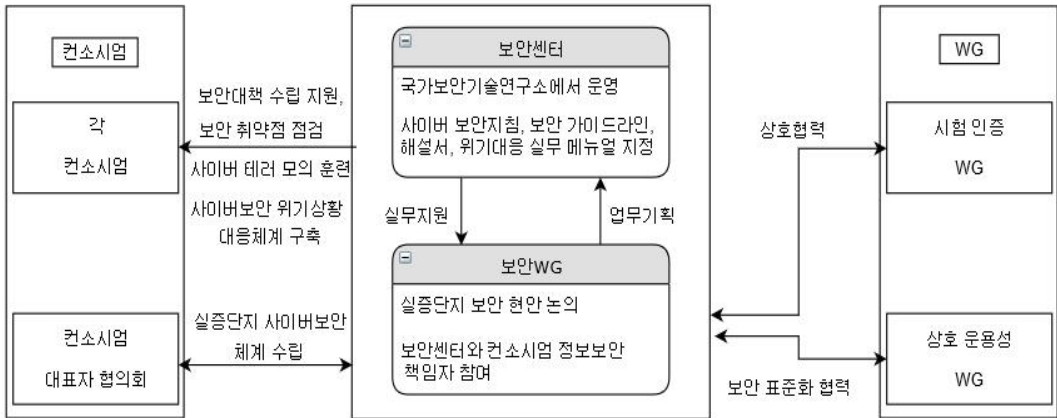 컨소시엄
각
컨소시엄
컨소시엄
대표자 협의회
보안대책 수립 지원,
보안 취약점 점검
사이버 테러 모의 훈련
사이버보안 위기상황
대응체계 구축
실증단지 사이버보안
체계 수립
보안센터
국가보안기술연구소에서 운영
사이버 보안지침, 보안 가이드라인,
해설서, 위기대응 실무 메뉴얼 지정
실무지원
업무기획
보안WG
실증단지 보안 현안 논의
보안센터와 컨소시엄 정보보안
책임자 참여
상호협력
보안 표준화 협력
WG
시험 인증
WG
상호 운용성
WG